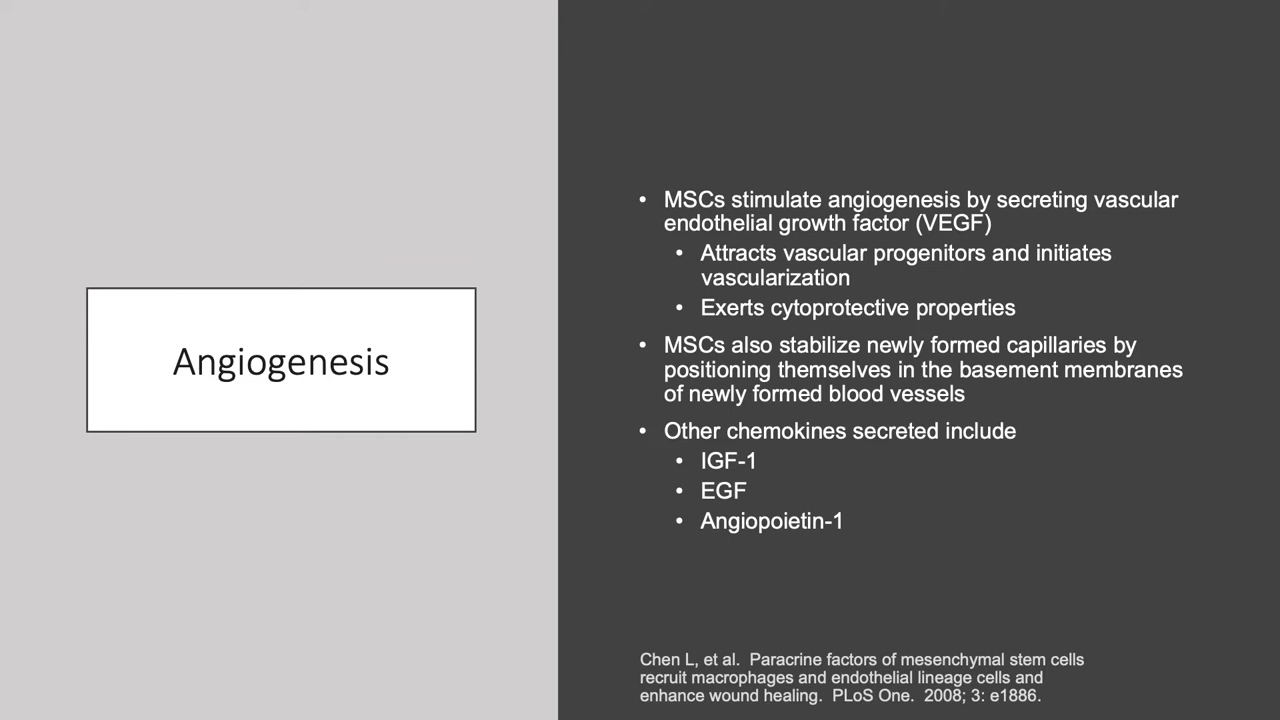 Angiogenesis
• MSCs stimulate angiogenesis by secreting vascular
endothelial growth factor (VEGF)
• Attracts vascular progenitors and initiates
vascularization
• Exerts cytoprotective properties
• MSCs also stabilize newly formed capillaries by
positioning themselves in the basement membranes
of newly formed blood vessels
• Other chemokines secreted include
• IGF-1
• EGF
• Angiopoietin-1
Chen L, et al.  Paracrine factors of mesenchymal stem cells
recruit macrophages and endothelial lineage cells and
enhance wound healing.  PLoS One.  2008; 3: e1886.